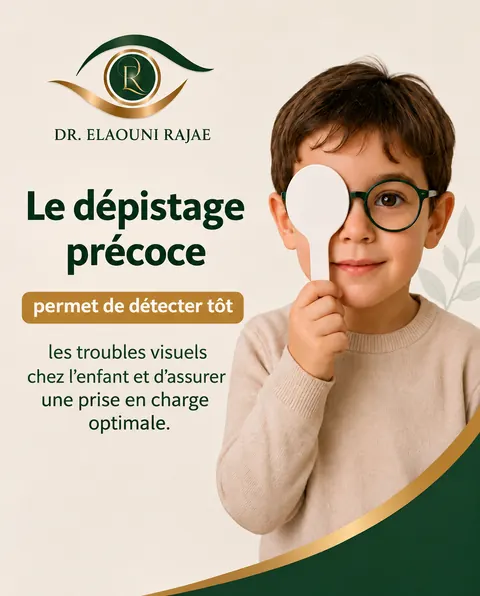 DR. ELAOUNI RAJAE
Le dépistage
précoce
permet de détecter tôt
les troubles visuels
chez l'enfant et d'assurer
une prise en charge
optimale.